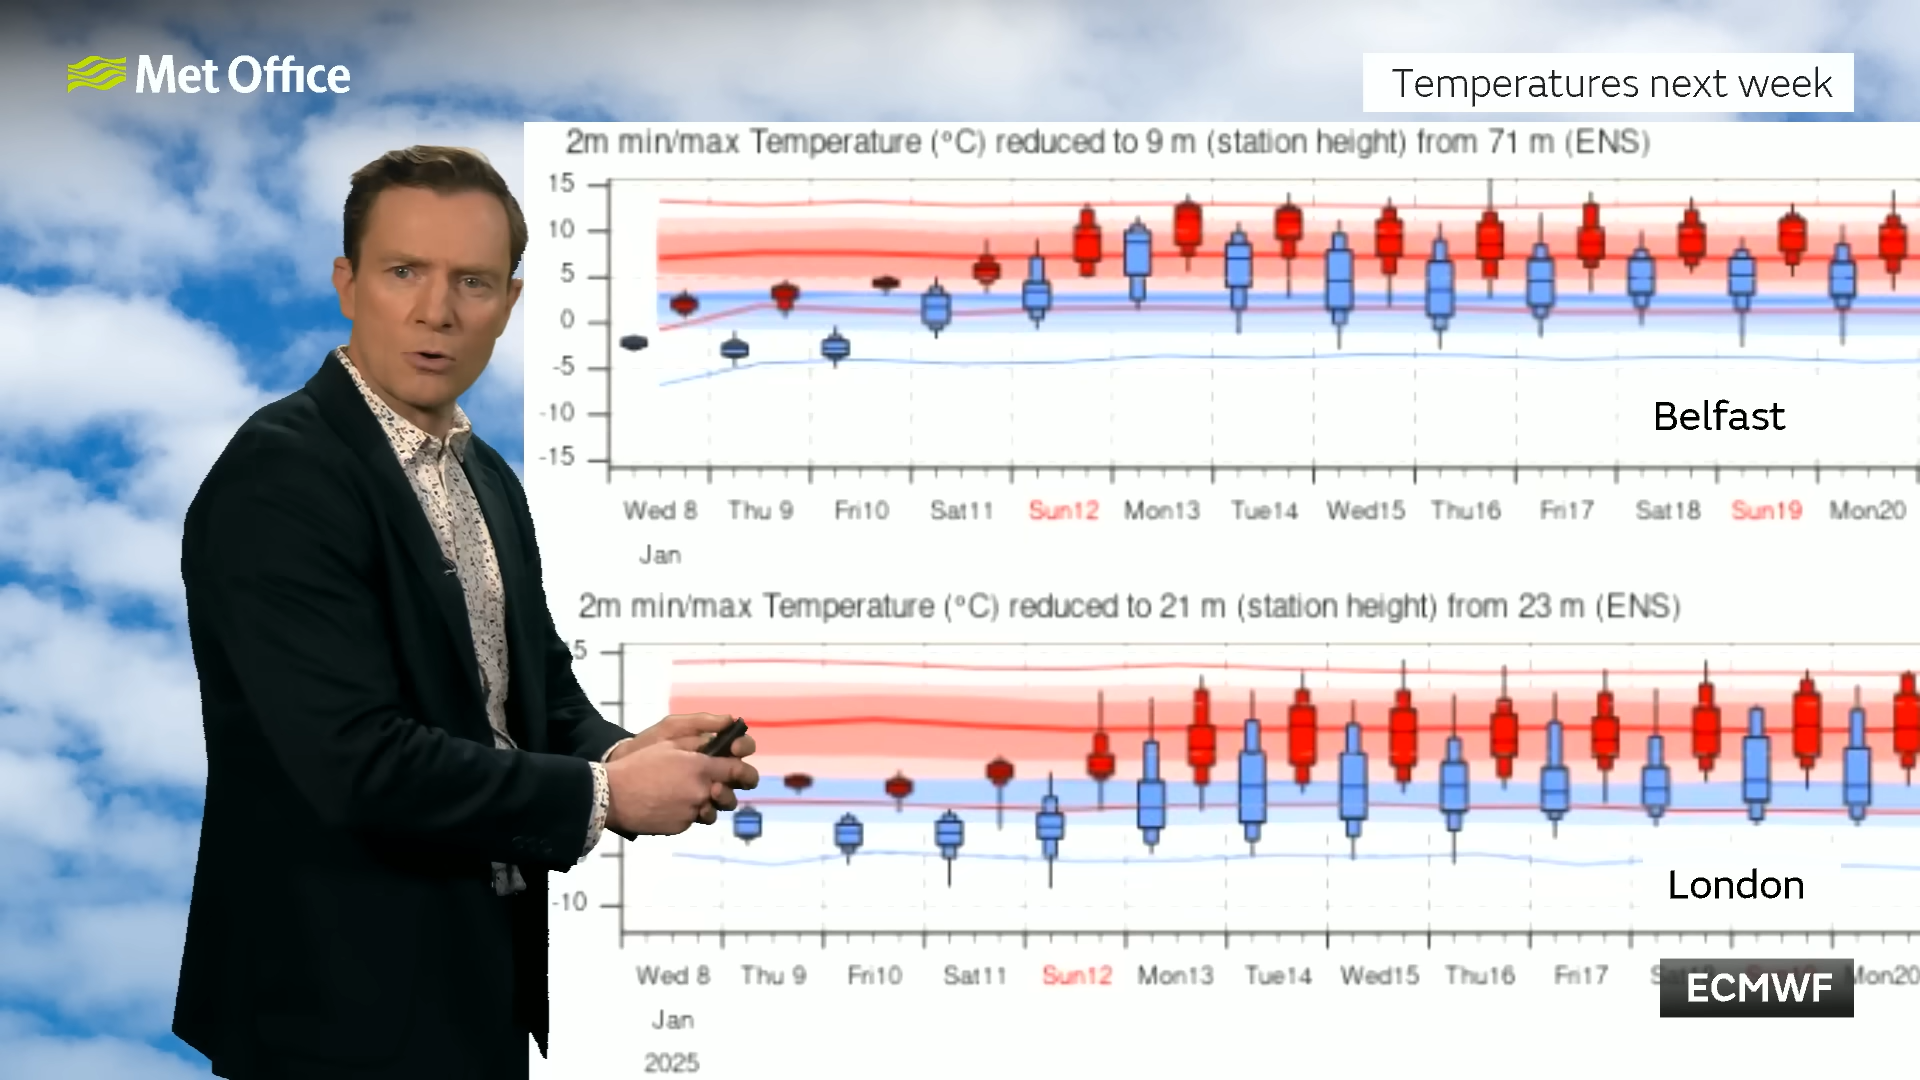 Met Office
Temperatures next week
2m min/max Temperature (°C) reduced to 9 m (station height) from 71 m (ENS)
15
10
5
0
-5
-10
-15
Belfast
Wed 8 Thu 9 Fri10 Sat11 Sun12 Mon13 Tue14 Wed15 Thu16 Fri17 Sat18 Sun19 Mon20
Jan
2m min/max Temperature (°C) reduced to 21 m (station height) from 23 m (ENS)
5
-10
London
Wed 8 Thu 9 Fri10 Sat11 Sun12 Mon13 Tue14 Wed15 Thu16 Fri17 Mon20
ECMWF
Jan
2025